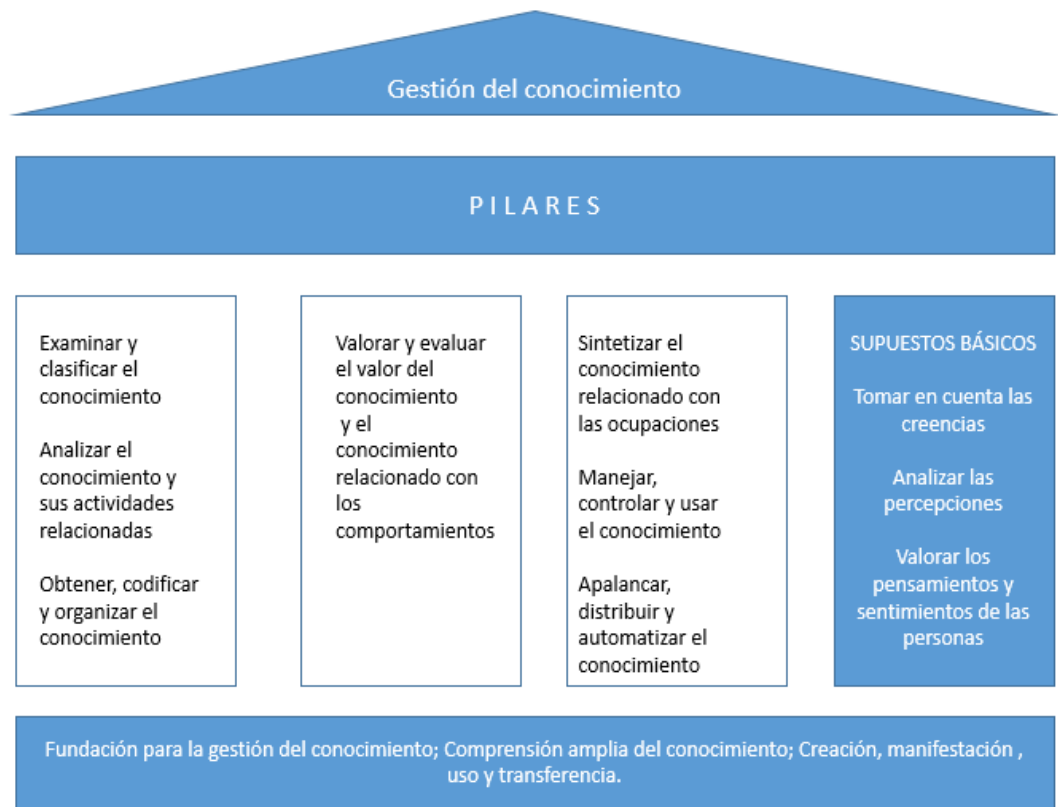 Gestión del conocimiento
P I L A R E S
Examinar y
clasificar el
conocimiento
Analizar el
conocimiento y
sus actividades
relacionadas
Obtener, codificar
y organizar el
conocimiento
Valorar y evaluar
el valor del
conocimiento
y el
conocimiento
relacionado con
los
comportamientos
Sintetizar el
conocimiento
relacionado con
las ocupaciones
Manejar,
controlar y usar
el conocimiento
Apalancar,
distribuir y
automatizar el
conocimiento
SUPUESTOS BÁSICOS
Tomar en cuenta las
creencias
Analizar las
percepciones
Valorar los
pensamientos y
sentimientos de las
personas
Fundación para la gestión del conocimiento; Comprensión amplia del conocimiento; Creación, manifestación ,
uso y transferencia.